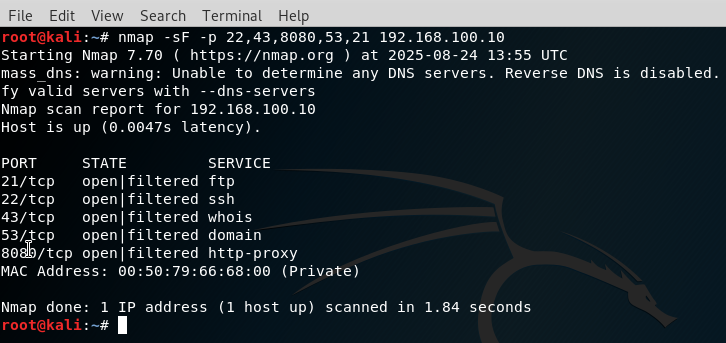 File Edit View Search Terminal Help
root@kali:~# nmap -sF -p 22,43,8080,53,21 192.168.100.10
Starting Nmap 7.70 ( https://nmap.org ) at 2025-08-24 13:55 UTC
mass_dns: warning: Unable to determine any DNS servers. Reverse DNS is disabled.
fy valid servers with --dns-servers
Nmap scan report for 192.168.100.10
Host is up (0.0047s latency).
PORT STATE SERVICE
21/tcp open|filtered ftp
22/tcp open|filtered ssh
43/tcp open|filtered whois
53/tcp open|filtered domain
8080/tcp open|filtered http-proxy
MAC Address: 00:50:79:66:68:00 (Private)
Nmap done: 1 IP address (1 host up) scanned in 1.84 seconds
root@kali:~#